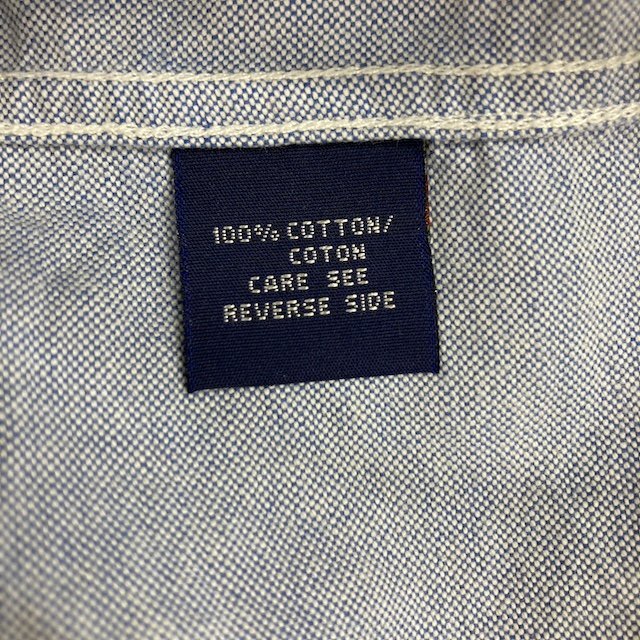 100% COTTON/
COTON
CARE SEE
REVERSE SIDE